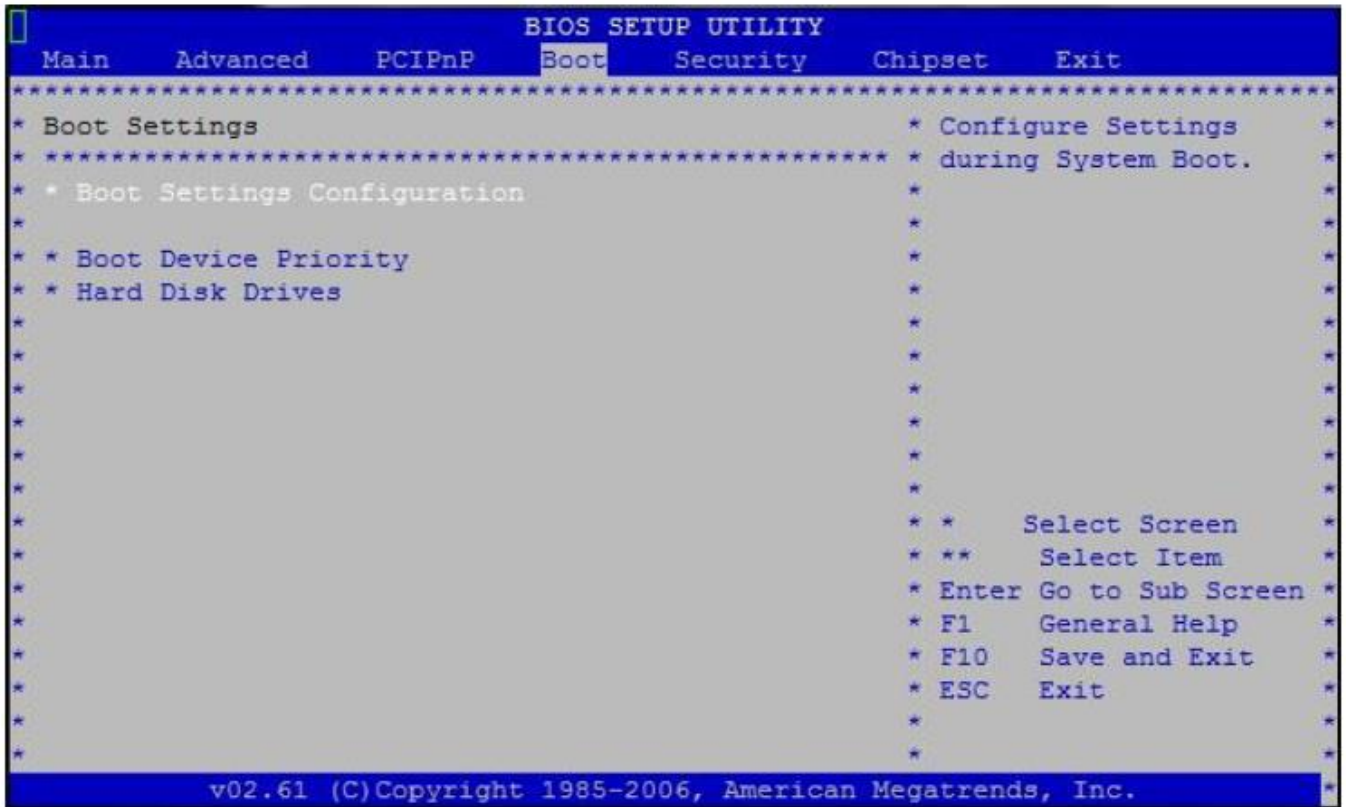 BIOS SETUP UTILITY
Main Advanced PCIPnP Boot Security Chipset Exit
********************************************************************************
* Boot Settings * Configure Settings *
* *************************************************** * during System Boot. *
* * Boot Settings Configuration * *
* * *
* * Boot Device Priority * *
* * Hard Disk Drives * *
* * *
* * *
* * *
* * *
* * *
* * *
* * * Select Screen *
* * ** Select Item *
* * Enter Go to Sub Screen *
* * F1 General Help *
* * F10 Save and Exit *
* * ESC Exit *
* * *
* * *
v02.61 (C)Copyright 1985-2006, American Megatrends, Inc. *